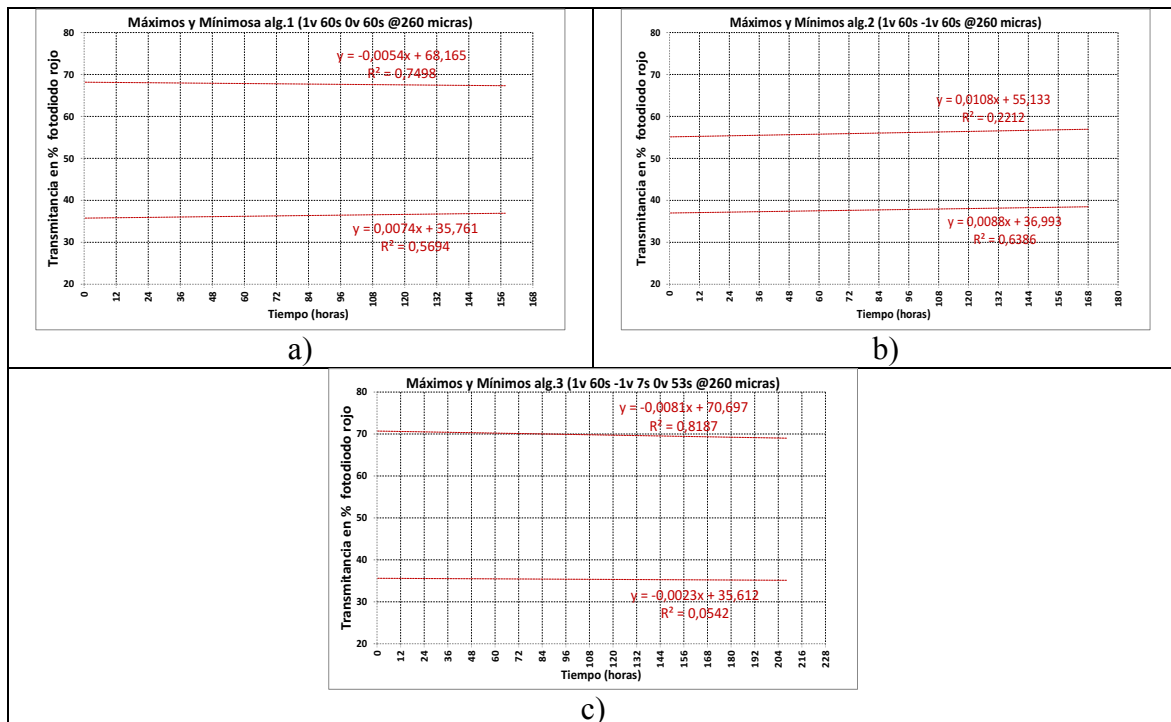 Máximos y Mínimosa alg.1 (1v 60s 0v 60s @260 micras)
Transmitancia en % fotodiodo rojo
80
70
60
50
40
30
20
y = -0,0054x + 68,165
R² = 0,7498
y = 0,0074x + 35,761
R² = 0,5694
0 12 24 36 48 60 72 84 96 108 120 132 144 156 168
Tiempo (horas)
a)
Máximos y Mínimos alg.2 (1v 60s -1v 60s @260 micras)
Transmitancia en % fotodiodo rojo
80
70
60
50
40
30
20
y = 0,0108x + 55,133
R² = 0,2212
y = 0,0088x + 36,993
R² = 0,6386
0 12 24 36 48 60 72 84 96 108 120 132 144 156 168 180
Tiempo (horas)
b)
Máximos y Mínimos alg.3 (1v 60s -1v 7s 0v 53s @260 micras)
Transmitancia en % fotodiodo rojo
80
70
60
50
40
30
20
y = -0,0081x + 70,697
R² = 0,8187
y = -0,0023x + 35,612
R² = 0,0542
0 12 24 36 48 60 72 84 96 108 120 132 144 156 168 180 192 204 216 228
Tiempo (horas)
c)